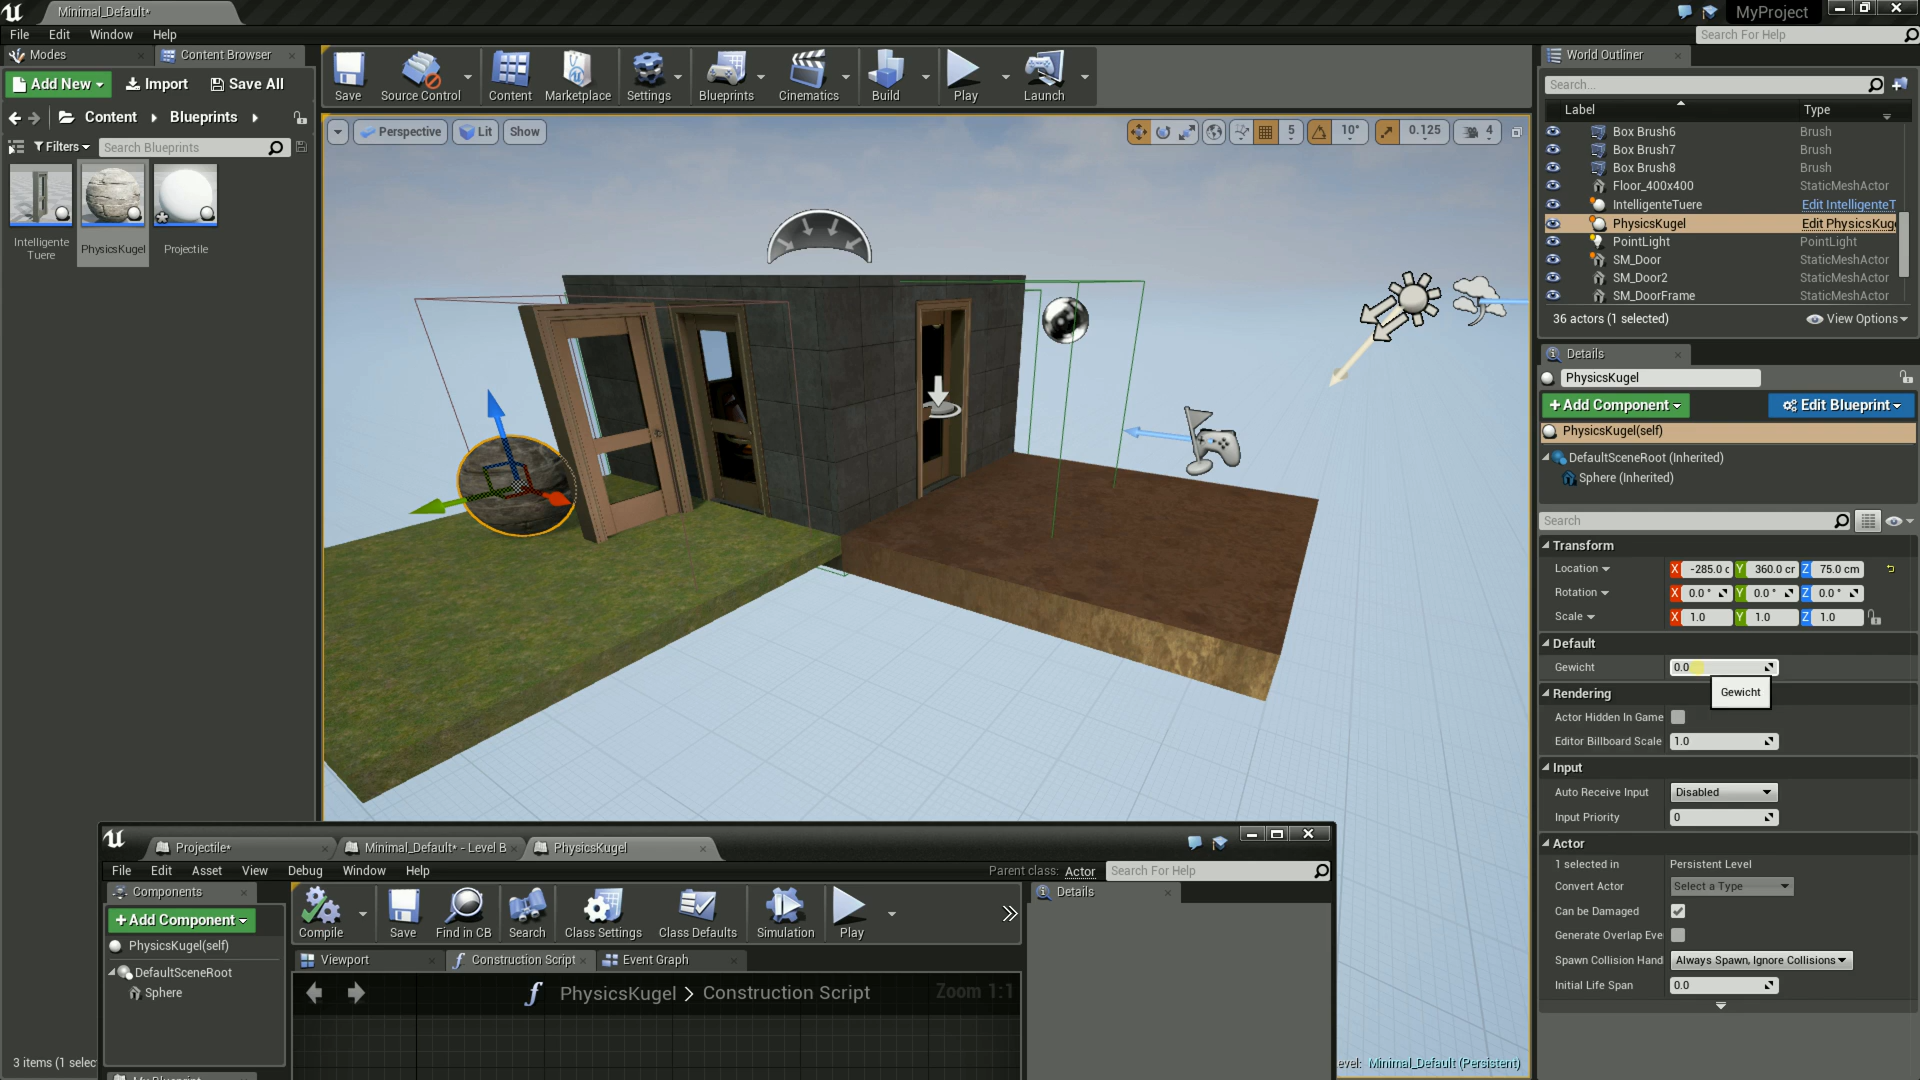 Minimal_Default*
MyProject
File Edit Window Help
Search For Help
Modes
Content Browser
World Outliner
Add New
Import
Save All
Save
Source Control
Content
Marketplace
Settings
Blueprints
Cinematics
Build
Play
Launch
Search...
Label
Type
Content
Blueprints
Filters
Search Blueprints
Perspective
Lit
Show
5
10°
0.125
4
Box Brush6 Brush
Box Brush7 Brush
Box Brush8 Brush
Floor_400x400 StaticMeshActor
IntelligenteTuere Edit IntelligenteT
PhysicsKugel Edit PhysicsKuge
PointLight PointLight
SM_Door StaticMeshActor
SM_Door2 StaticMeshActor
SM_DoorFrame StaticMeshActor
36 actors (1 selected)
View Options
Intelligente
Tuere
PhysicsKugel
Projectile
Details
PhysicsKugel
+Add Component
Edit Blueprint
PhysicsKugel(self)
DefaultSceneRoot (Inherited)
Sphere (Inherited)
Search
Transform
Location X -285.0 c Y 360.0 cr Z 75.0 cm
Rotation X 0.0 ° Y 0.0 ° Z 0.0 °
Scale X 1.0 Y 1.0 Z 1.0
Default
Gewicht 0.0
Gewicht
Rendering
Actor Hidden In Game
Editor Billboard Scale 1.0
Input
Auto Receive Input Disabled
Input Priority 0
Actor
1 selected in Persistent Level
Convert Actor Select a Type
Can be Damaged
Generate Overlap Eve
Spawn Collision Hand Always Spawn, Ignore Collisions
Initial Life Span 0.0
Projectile*
Minimal_Default* - Level B
PhysicsKugel
File Edit Asset View Debug Window Help
Parent class: Actor
Search For Help
Components
Details
+Add Component
Compile
Save
Find in CB
Search
Class Settings
Class Defaults
Simulation
Play
PhysicsKugel(self)
Viewport
Construction Script
Event Graph
DefaultSceneRoot
Sphere
f PhysicsKugel > Construction Script
Zoom 1:1
3 items (1 selec
evel: Minimal_Default (Persistent)